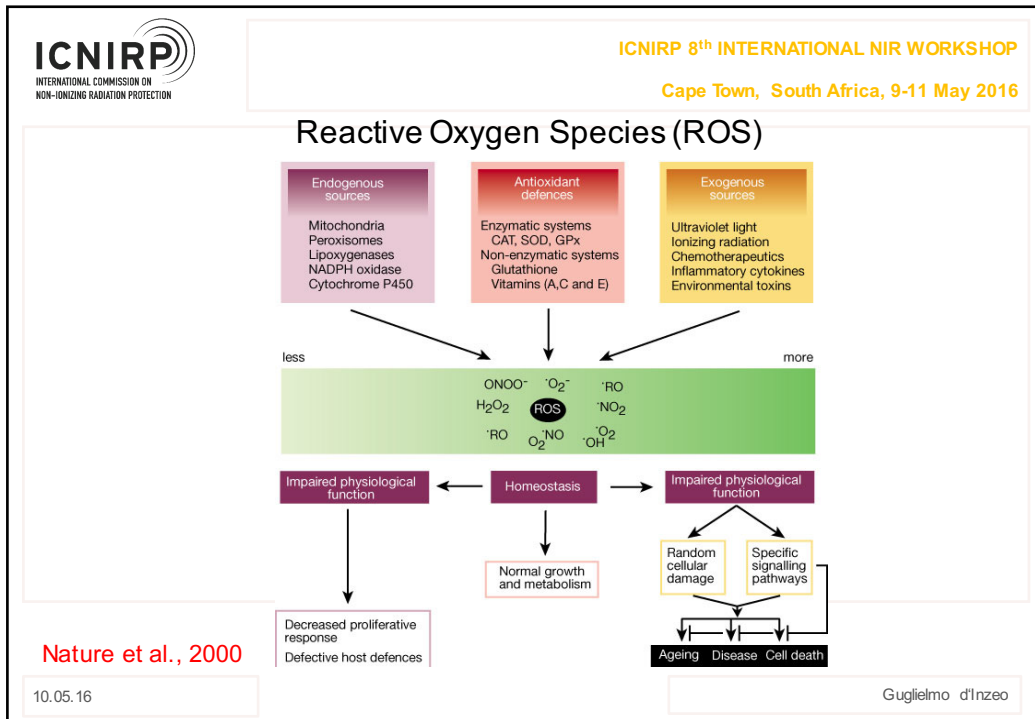 ICNIRP
INTERNATIONAL COMMISSION ON
NON-IONIZING RADIATION PROTECTION
ICNIRP 8th INTERNATIONAL NIR WORKSHOP
Cape Town, South Africa, 9-11 May 2016
Reactive Oxygen Species (ROS)
Endogenous
sources
Mitochondria
Peroxisomes
Lipoxygenases
NADPH oxidase
Cytochrome P450
Antioxidant
defences
Enzymatic systems
CAT, SOD, GPx
Non-enzymatic systems
Glutathione
Vitamins (A,C and E)
Exogenous
sources
Ultraviolet light
Ionizing radiation
Chemotherapeutics
Inflammatory cytokines
Environmental toxins
less
more
ONOO⁻ ˙O₂⁻ ˙RO
H₂O₂ ROS ˙NO₂
˙RO O₂ ˙NO ˙OH ˙O₂
Impaired physiological
function
Homeostasis
Impaired physiological
function
Random
cellular
damage
Specific
signalling
pathways
Normal growth
and metabolism
Decreased proliferative
response
Defective host defences
Ageing Disease Cell death
Nature et al., 2000
10.05.16
Guglielmo d'Inzeo